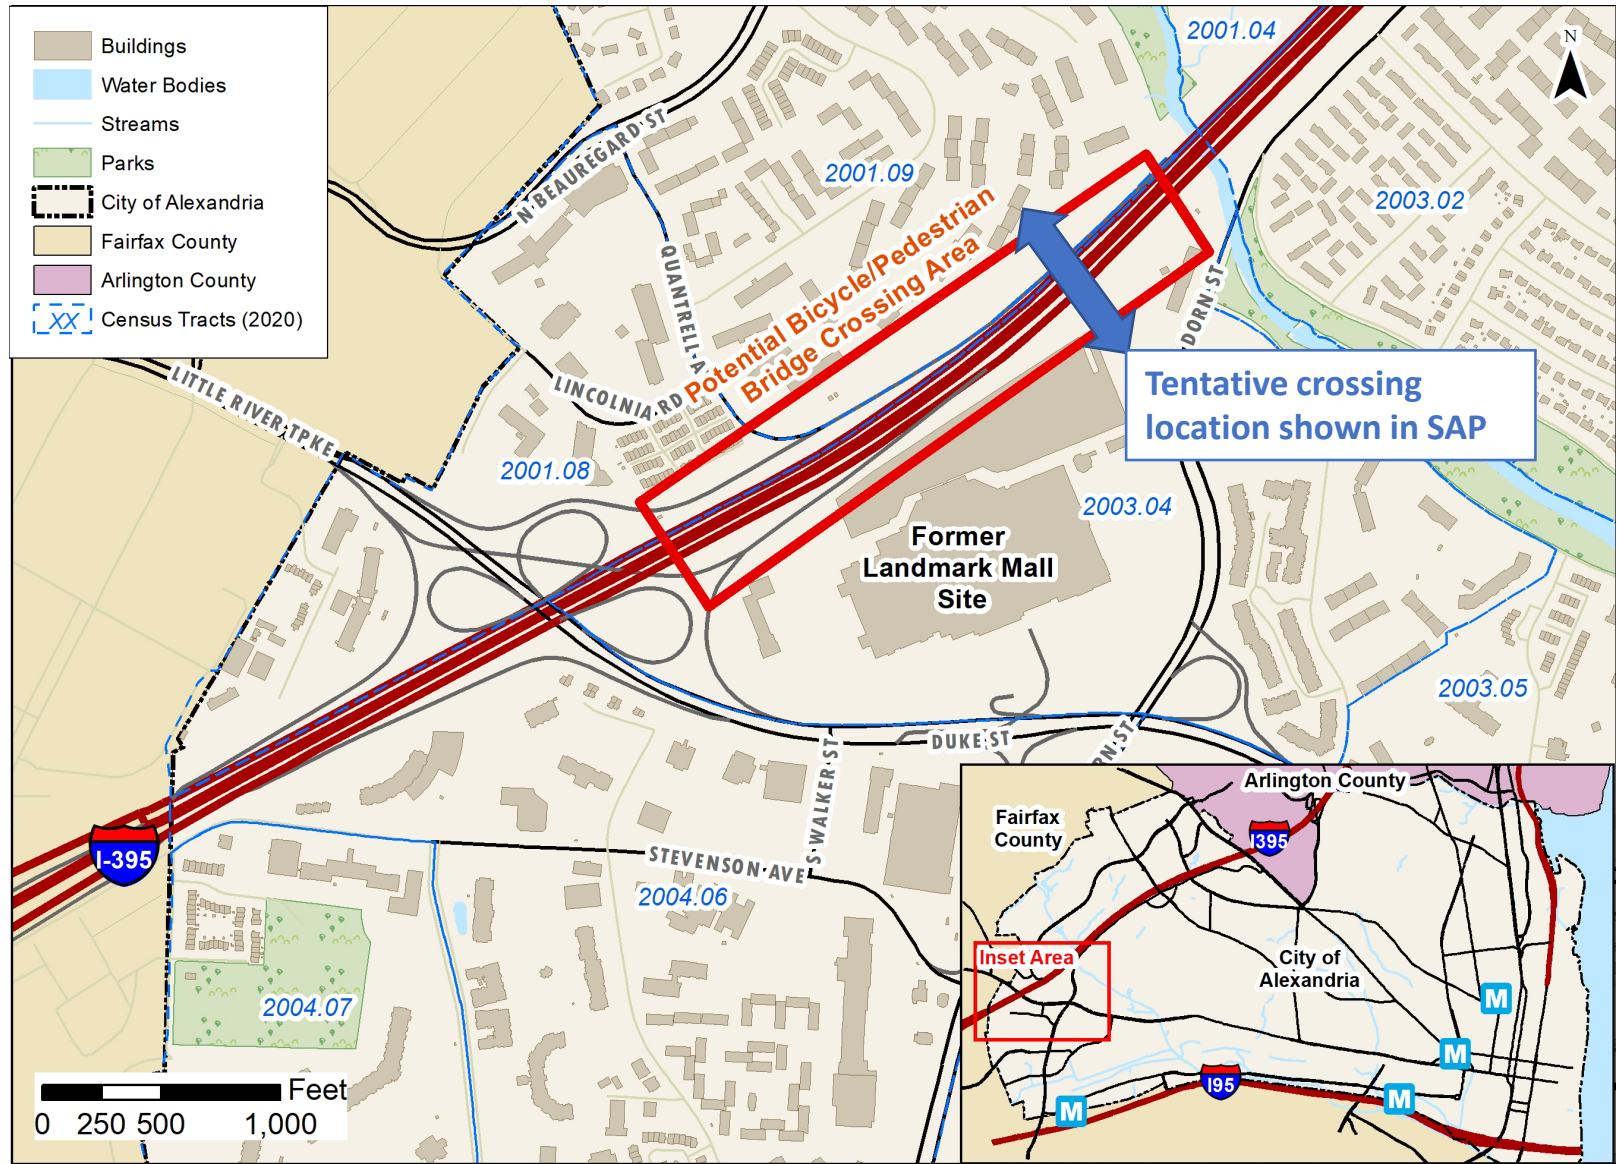 Buildings
Water Bodies
Streams
Parks
City of Alexandria
Fairfax County
Arlington County
XX Census Tracts (2020)
N
2001.04
2001.09
2003.02
N BEAUREGARD ST
QUANTRELL A
Potential Bicycle/Pedestrian
Bridge Crossing Area
DORN ST
LITTLE RIVER TPKE
LINCOLNIA RD
Tentative crossing
location shown in SAP
2001.08
2003.04
Former
Landmark Mall
Site
2003.05
DUKE ST
RN ST
S WALKER ST
I-395
STEVENSON AVE
2004.06
2004.07
Feet
0 250 500 1,000
Arlington County
Fairfax
County
I395
Inset Area
City of
Alexandria
M
M
M
M
I95